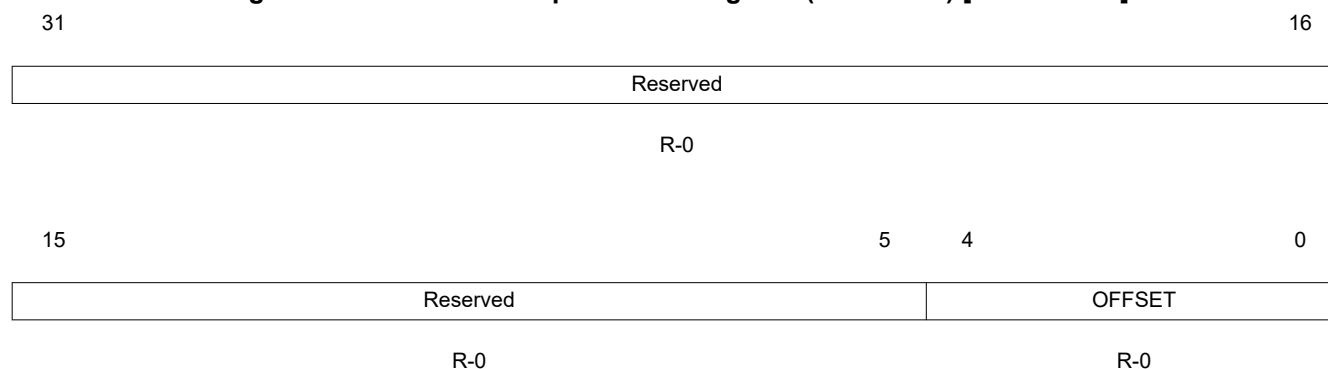 31 16
Reserved
R-0
15 5 4 0
Reserved OFFSET
R-0 R-0